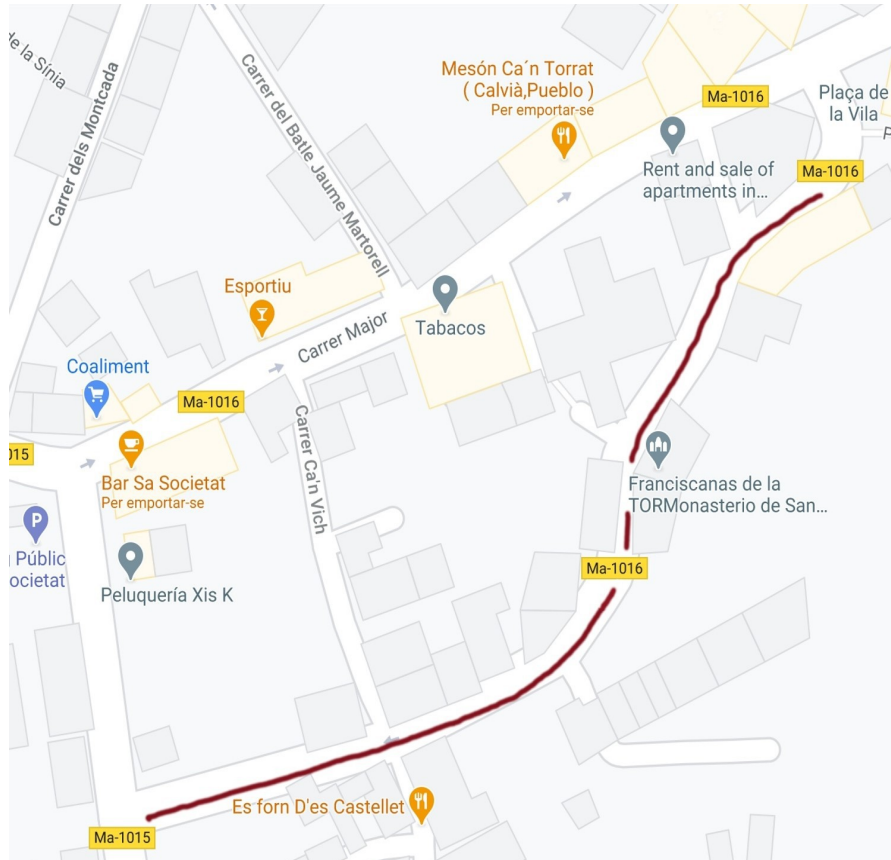 de la Sínia
Carrer dels Montcada
Carrer del Batle Jaume Martorell
Mesón Ca´n Torrat
( Calvià,Pueblo )
Per emportar-se
Ma-1016
Plaça de
la Vila
P
Rent and sale of
apartments in...
Ma-1016
Esportiu
Carrer Major
Tabacos
Coaliment
Ma-1016
Carrer Ca'n Vich
015
Bar Sa Societat
Per emportar-se
Franciscanas de la
TORMonasterio de San...
P
Públic
ocietat
Peluquería Xis K
Ma-1016
Es forn D'es Castellet
Ma-1015